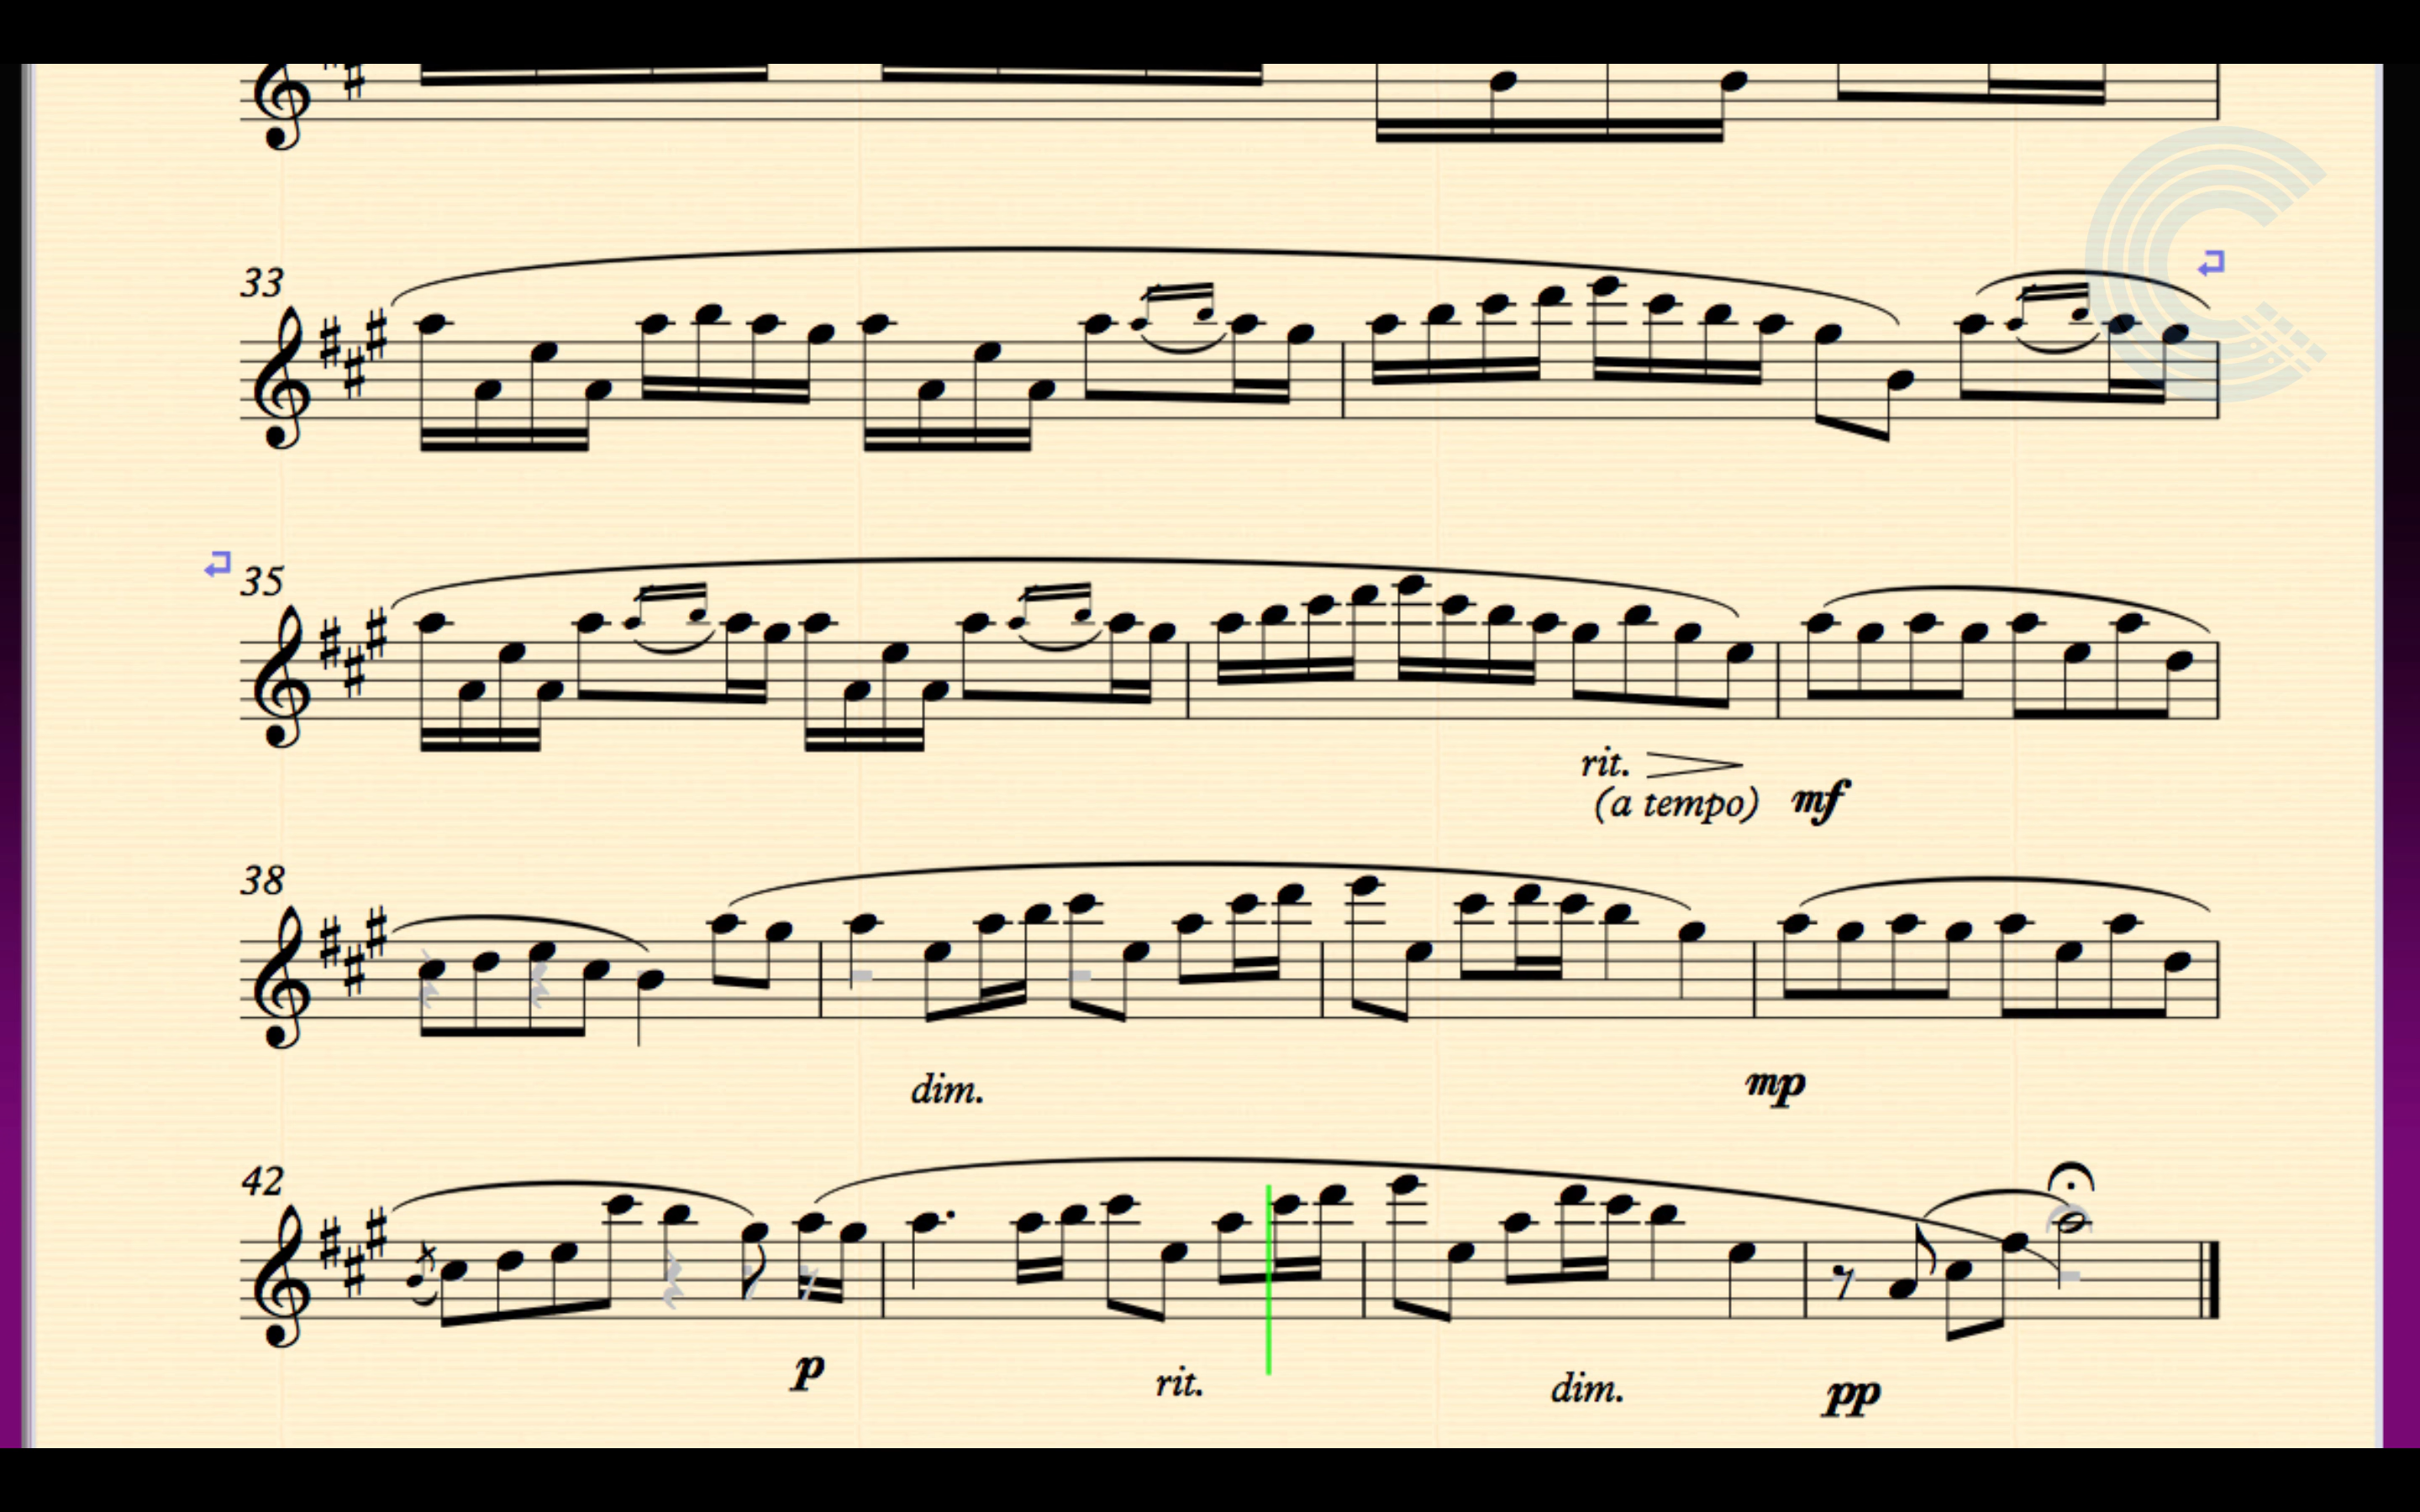 33
35
rit.
(a tempo) mf
38
dim. mp
42
p rit. dim. pp